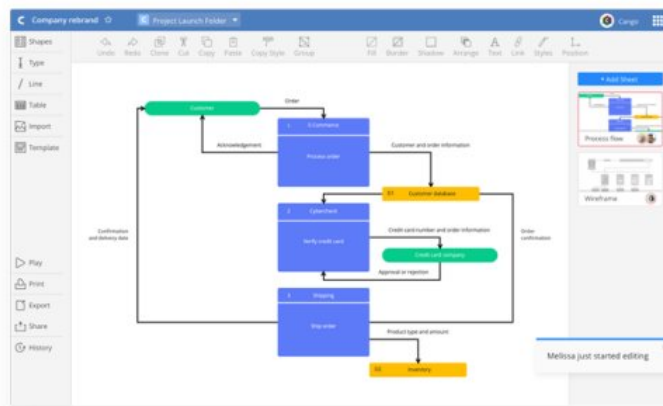 C Company rebrand
C Project Launch Folder
Cango
Shapes
Type
Line
Table
Import
Template
Play
Print
Export
Share
History
Undo Redo Clone Cut Copy Paste Copy Style Group Fill Border Shadow Arrange Text Link Styles Position
Customer
Order
Acknowledgement
1 E-Commerce
Process order
Customer and order information
D1 Customer database
2 Cybercheck
Verify credit card
Credit card number and order information
Credit card company
Approval or rejection
Confirmation
and delivery date
Order
confirmation
3 Shipping
Ship order
Product type and amount
Inventory
+ Add Sheet
Process flow
Wireframe
Melissa just started editing